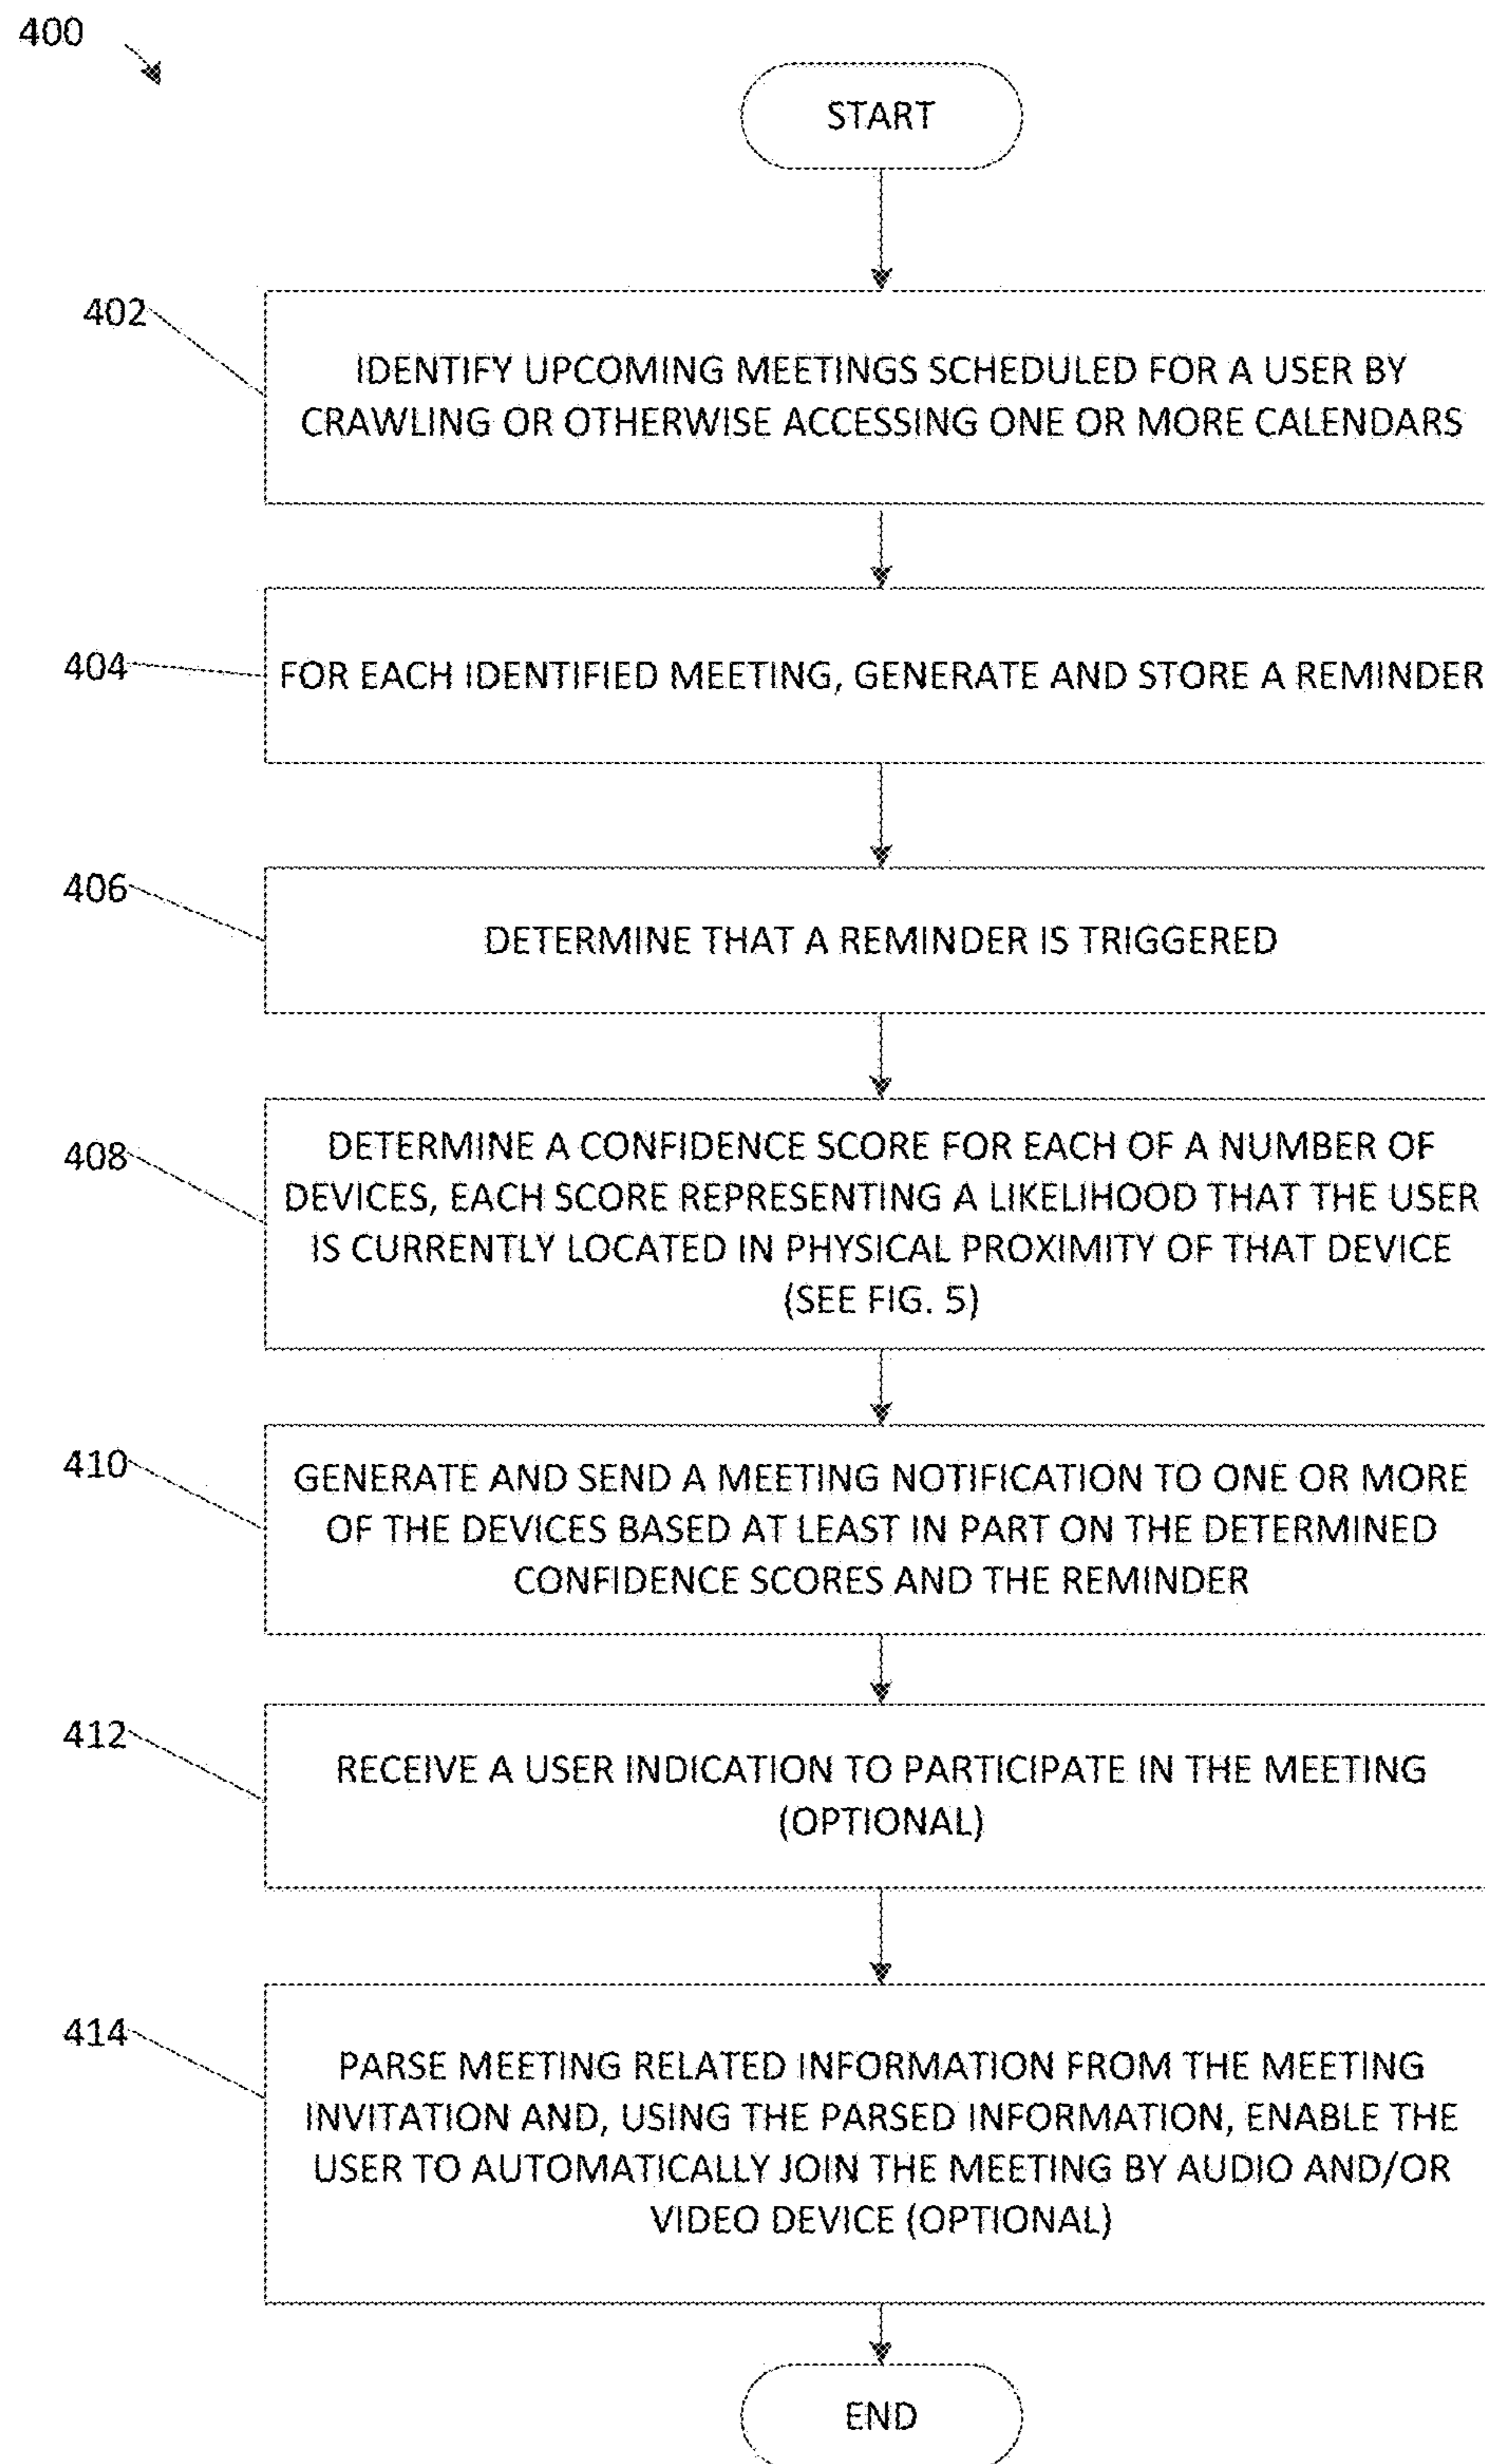 400
START
402
IDENTIFY UPCOMING MEETINGS SCHEDULED FOR A USER BY
CRAWLING OR OTHERWISE ACCESSING ONE OR MORE CALENDARS
404
FOR EACH IDENTIFIED MEETING, GENERATE AND STORE A REMINDER
406
DETERMINE THAT A REMINDER IS TRIGGERED
408
DETERMINE A CONFIDENCE SCORE FOR EACH OF A NUMBER OF
DEVICES, EACH SCORE REPRESENTING A LIKELIHOOD THAT THE USER
IS CURRENTLY LOCATED IN PHYSICAL PROXIMITY OF THAT DEVICE
(SEE FIG. 5)
410
GENERATE AND SEND A MEETING NOTIFICATION TO ONE OR MORE
OF THE DEVICES BASED AT LEAST IN PART ON THE DETERMINED
CONFIDENCE SCORES AND THE REMINDER
412
RECEIVE A USER INDICATION TO PARTICIPATE IN THE MEETING
(OPTIONAL)
414
PARSE MEETING RELATED INFORMATION FROM THE MEETING
INVITATION AND, USING THE PARSED INFORMATION, ENABLE THE
USER TO AUTOMATICALLY JOIN THE MEETING BY AUDIO AND/OR
VIDEO DEVICE (OPTIONAL)
END